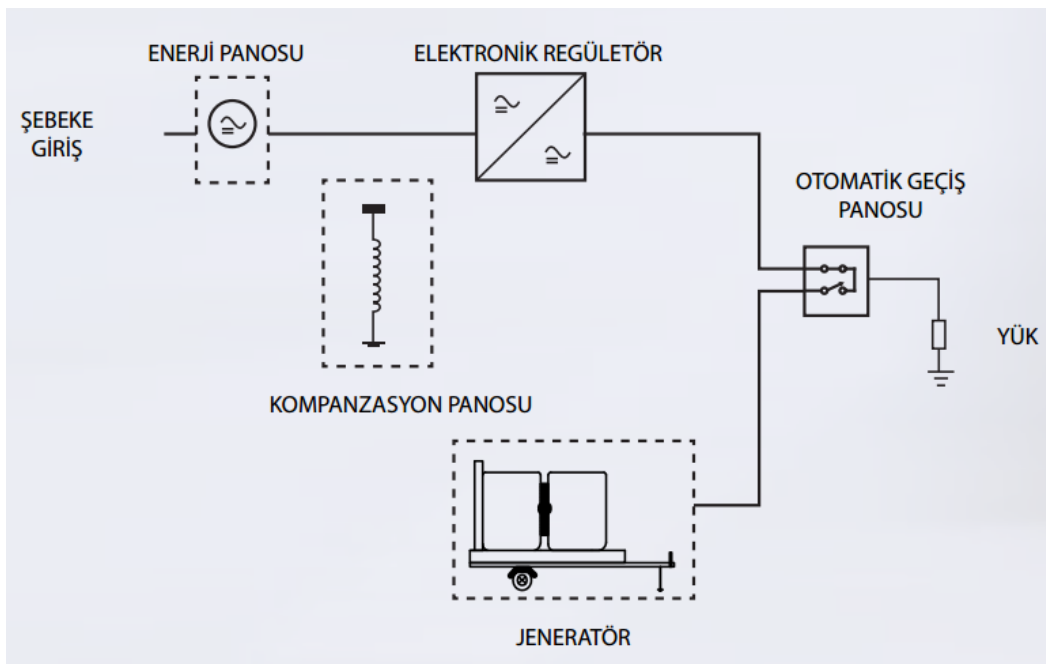 ENERJİ PANOSU
ELEKTRONİK REGÜLETÖR
ŞEBEKE
GİRİŞ
OTOMATİK GEÇİŞ
PANOSU
YÜK
KOMPANZASYON PANOSU
JENERATÖR